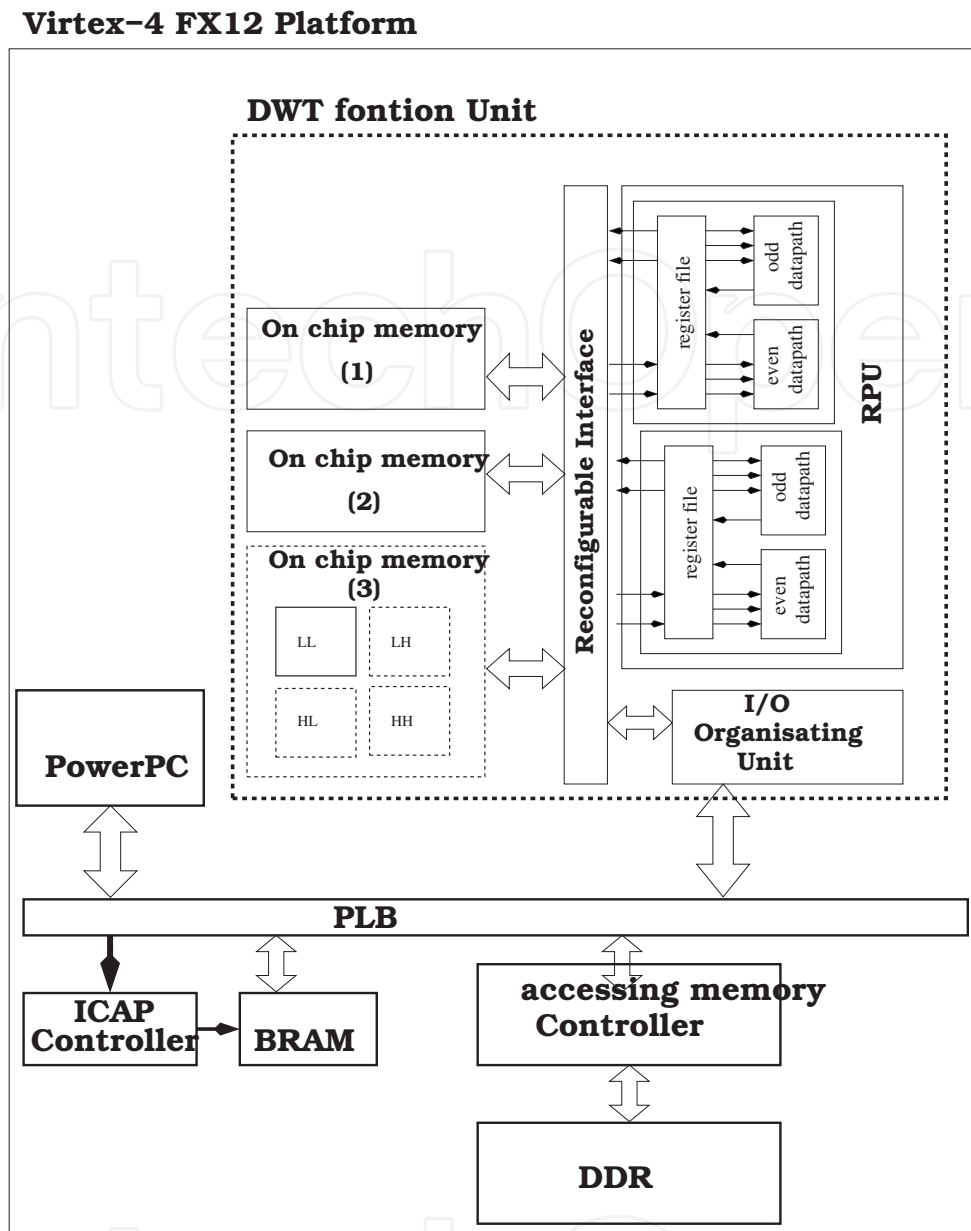 Virtex-4 FX12 Platform
DWT fontion Unit
On chip memory
(1)
On chip memory
(2)
On chip memory
(3)
LL
LH
HL
HH
Reconfigurable Interface
register file
odd
datapath
even
datapath
register file
odd
datapath
even
datapath
RPU
I/O
Organisating
Unit
PowerPC
PLB
ICAP
Controller
BRAM
accessing memory
Controller
DDR